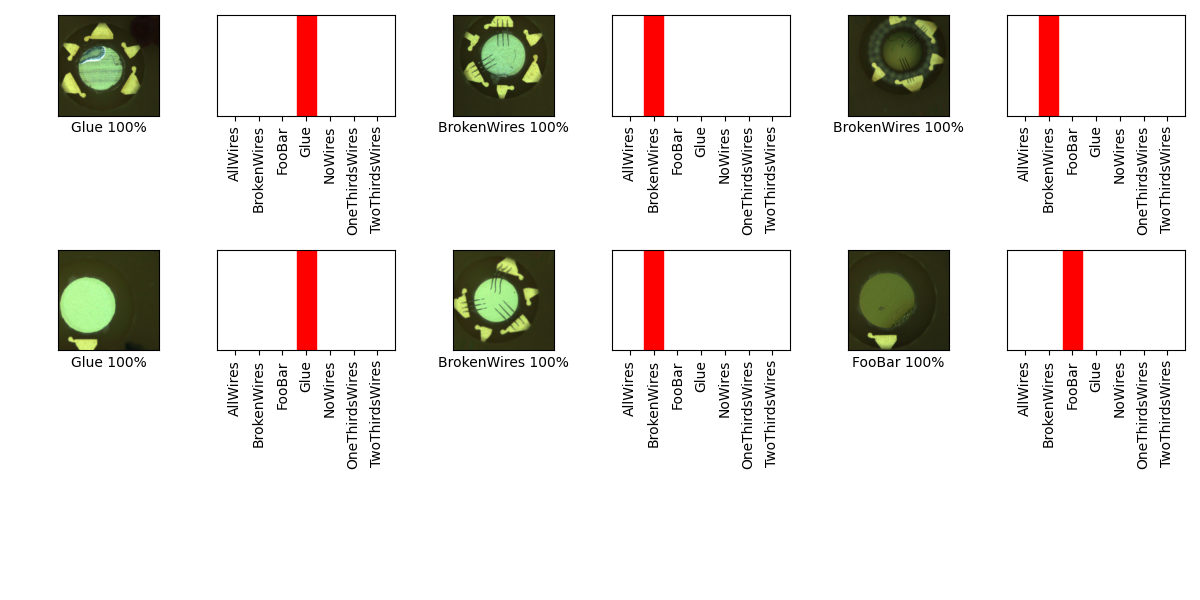 Glue 100%
AllWires
BrokenWires
FooBar
Glue
NoWires
OneThirdsWires
TwoThirdsWires
BrokenWires 100%
AllWires
BrokenWires
FooBar
Glue
NoWires
OneThirdsWires
TwoThirdsWires
BrokenWires 100%
AllWires
BrokenWires
FooBar
Glue
NoWires
OneThirdsWires
TwoThirdsWires
Glue 100%
AllWires
BrokenWires
FooBar
Glue
NoWires
OneThirdsWires
TwoThirdsWires
BrokenWires 100%
AllWires
BrokenWires
FooBar
Glue
NoWires
OneThirdsWires
TwoThirdsWires
FooBar 100%
AllWires
BrokenWires
FooBar
Glue
NoWires
OneThirdsWires
TwoThirdsWires